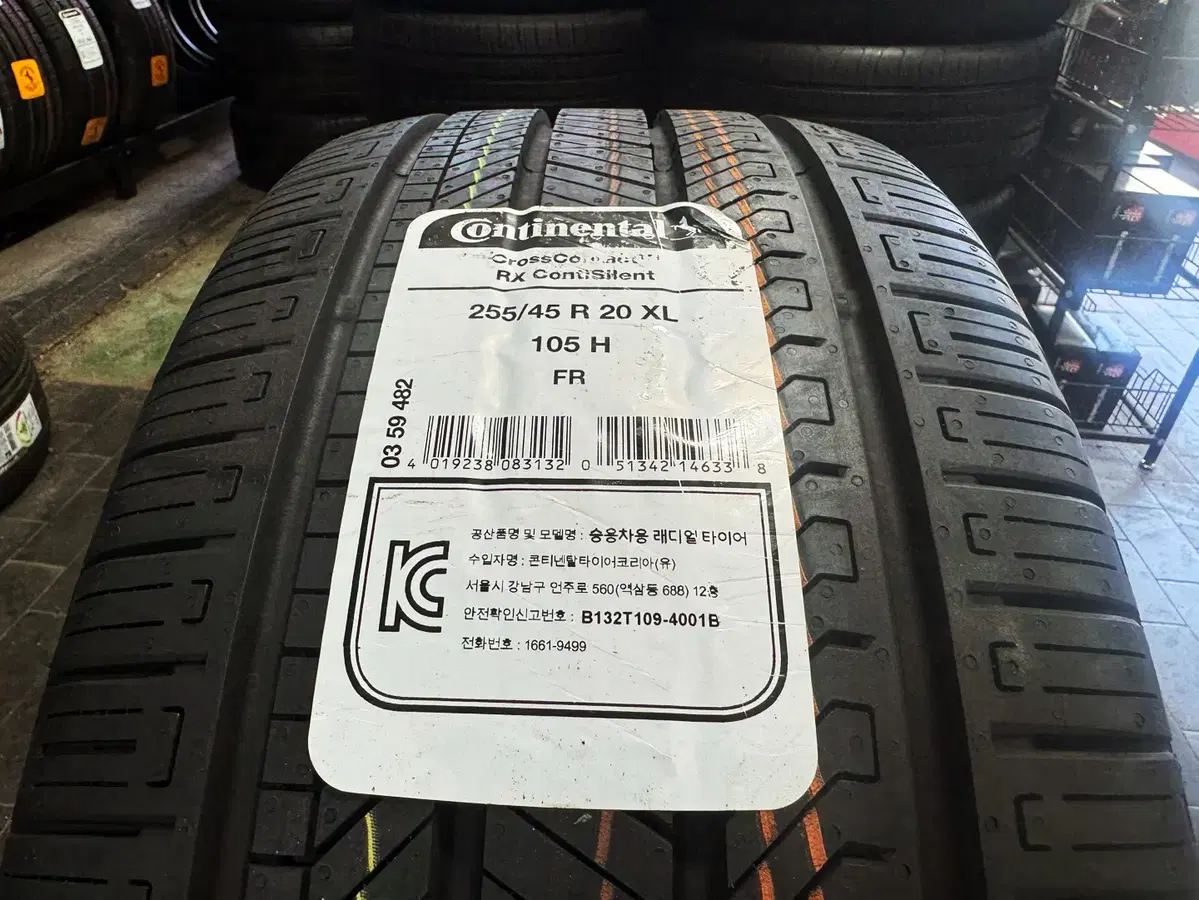 Continental
CrossContact™
Rx ContiSilent
255/45 R 20 XL
105 H
FR
03 59 482
4 019238 083132 0 51342 14633 8
공산품명 및 모델명 : 승용차용 래디얼 타이어
수입자명 : 콘티넨탈타이어코리아(유)
서울시 강남구 언주로 560(역삼동 688) 12층
안전확인신고번호 : B132T109-4001B
전화번호 : 1661-9499